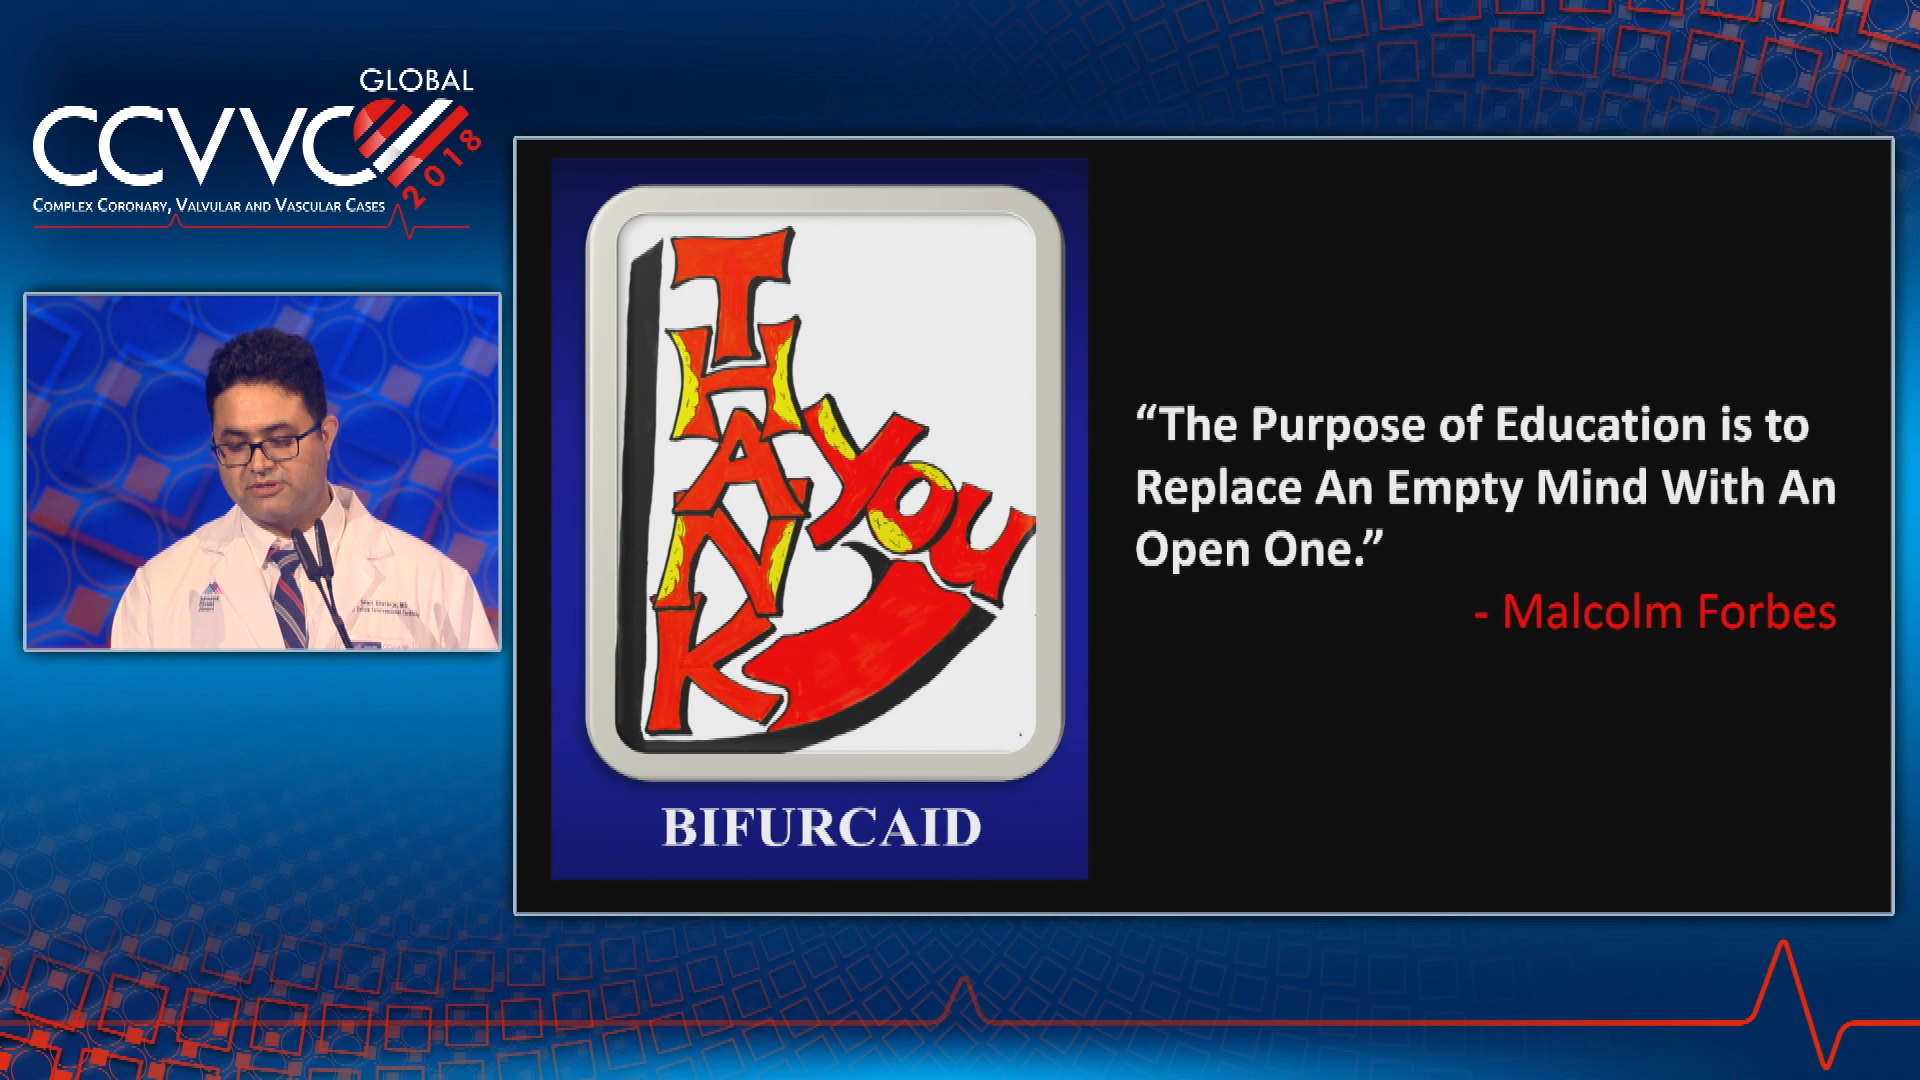 GLOBAL
CCVVC
2018
COMPLEX CORONARY, VALVULAR AND VASCULAR CASES
THANK
YOU
BIFURCAID
“The Purpose of Education is to
Replace An Empty Mind With An
Open One.”
- Malcolm Forbes